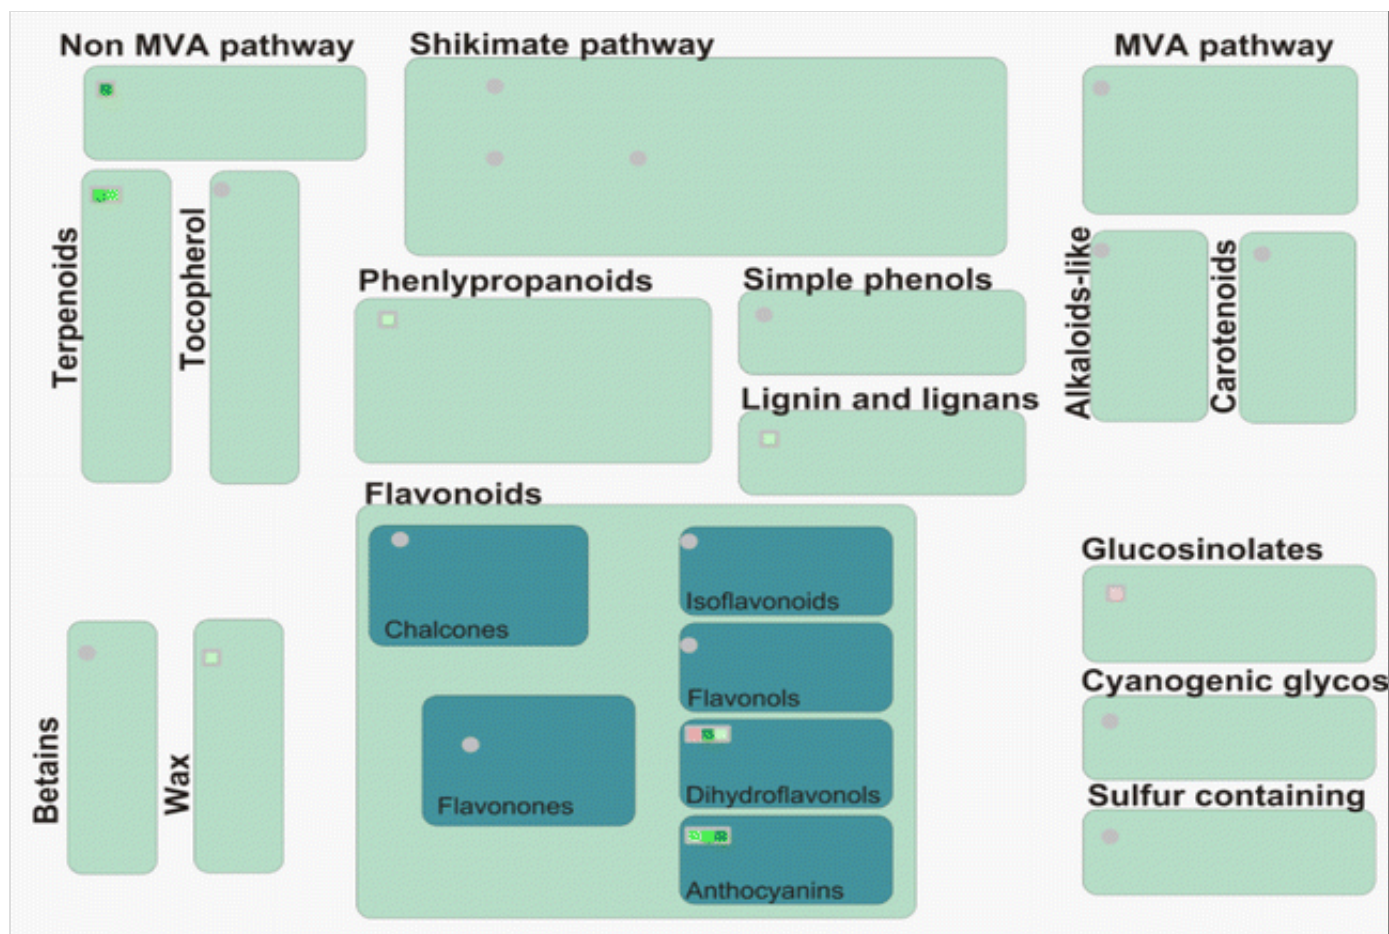 Non MVA pathway
Shikimate pathway
MVA pathway
Terpenoids
Tocopherol
Phenlypropanoids
Simple phenols
Alkaloids-like
Carotenoids
Lignin and lignans
Flavonoids
Chalcones
Isoflavonoids
Flavonols
Flavonones
Dihydroflavonols
Anthocyanins
Glucosinolates
Cyanogenic glycos
Sulfur containing
Betains
Wax